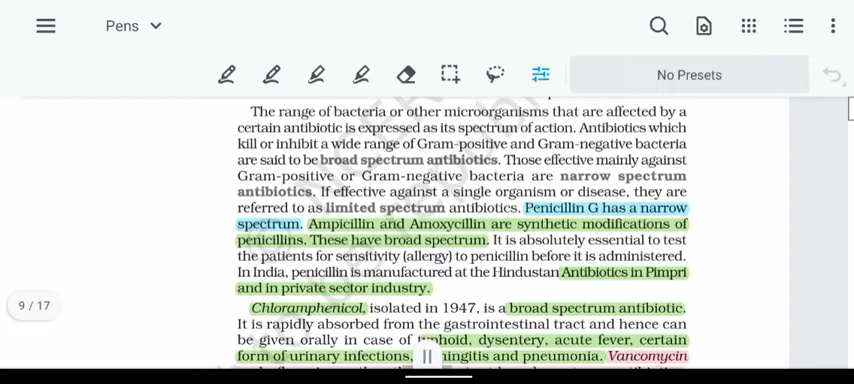 Pens
No Presets
The range of bacteria or other microorganisms that are affected by a
certain antibiotic is expressed as its spectrum of action. Antibiotics which
kill or inhibit a wide range of Gram-positive and Gram-negative bacteria
are said to be broad spectrum antibiotics. Those effective mainly against
Gram-positive or Gram-negative bacteria are narrow spectrum
antibiotics. If effective against a single organism or disease, they are
referred to as limited spectrum antibiotics. Penicillin G has a narrow
spectrum. Ampicillin and Amoxycillin are synthetic modifications of
penicillins. These have broad spectrum. It is absolutely essential to test
the patients for sensitivity (allergy) to penicillin before it is administered.
In India, penicillin is manufactured at the Hindustan Antibiotics in Pimpri
and in private sector industry.
9 / 17
Chloramphenicol, isolated in 1947, is a broad spectrum antibiotic.
It is rapidly absorbed from the gastrointestinal tract and hence can
be given orally in case of typhoid, dysentery, acute fever, certain
form of urinary infections, meningitis and pneumonia. Vancomycin